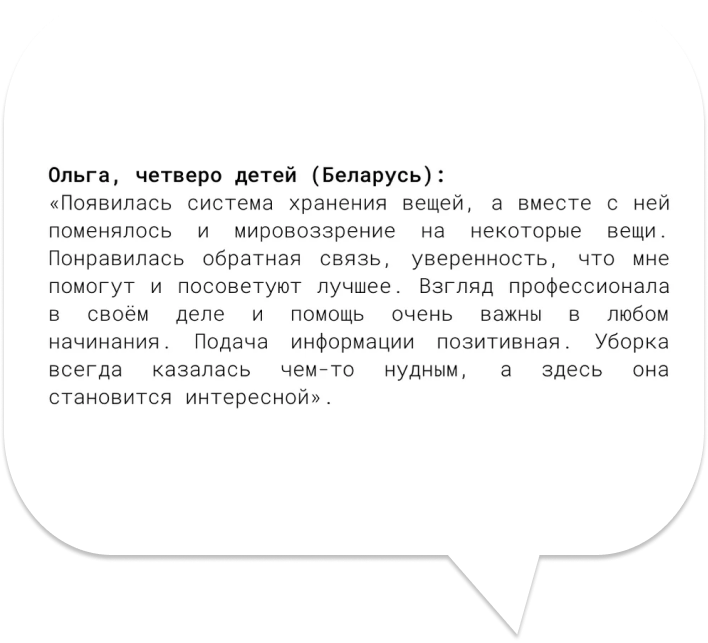 Ольга, четверо детей (Беларусь):
«Появилась система хранения вещей, а вместе с ней
поменялось и мировоззрение на некоторые вещи.
Понравилась обратная связь, уверенность, что мне
помогут и посоветуют лучшее. Взгляд профессионала
в своём деле и помощь очень важны в любом
начинания. Подача информации позитивная. Уборка
всегда казалась чем-то нудным, а здесь она
становится интересной».